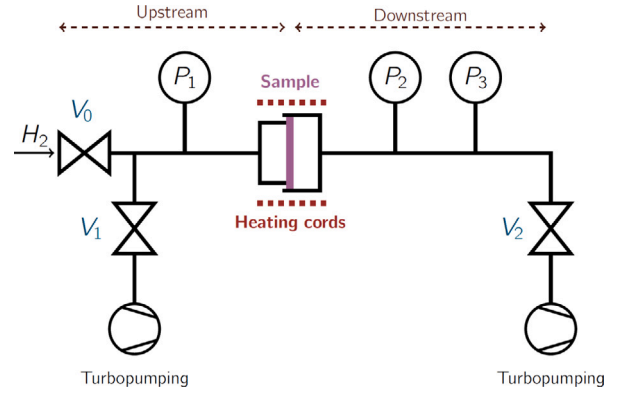 Upstream
Downstream
P1
P2
P3
Sample
V0
H2
V1
V2
Heating cords
Turbopumping
Turbopumping